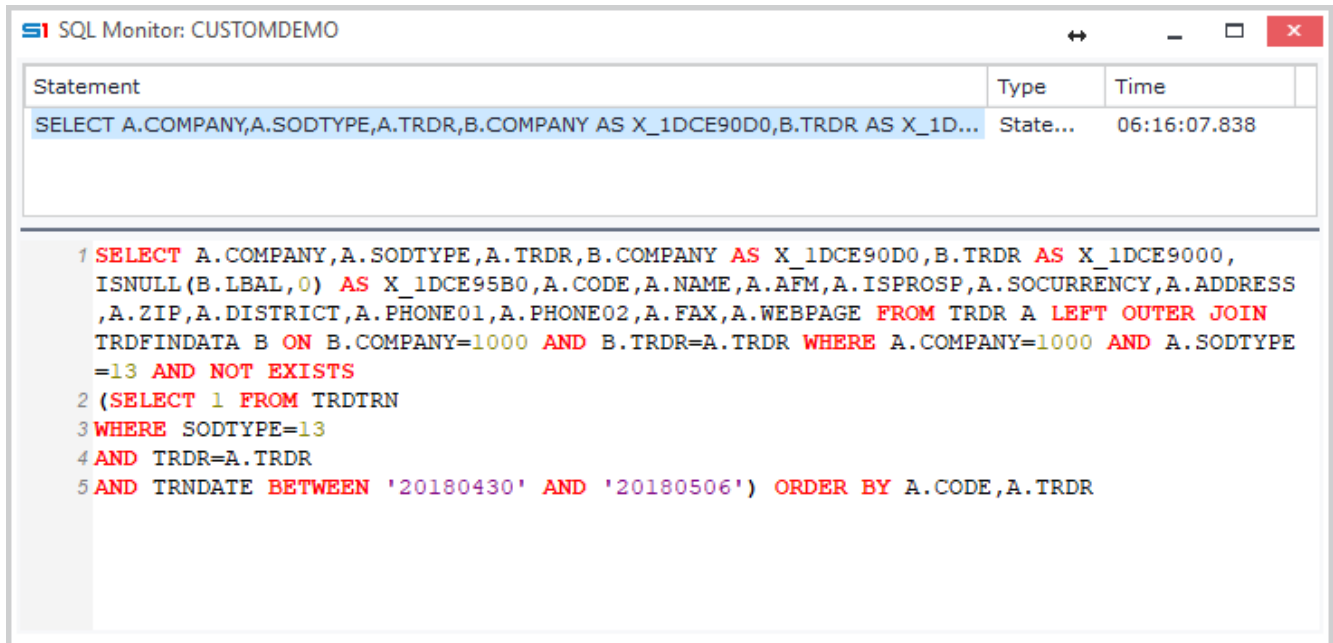 S1 SQL Monitor: CUSTOMDEMO
Statement Type Time
SELECT A.COMPANY,A.SODTYPE,A.TRDR,B.COMPANY AS X_1DCE90D0,B.TRDR AS X_1D... State... 06:16:07.838
1 SELECT A.COMPANY,A.SODTYPE,A.TRDR,B.COMPANY AS X_1DCE90D0,B.TRDR AS X_1DCE9000,
ISNULL(B.LBAL,0) AS X_1DCE95B0,A.CODE,A.NAME,A.AFM,A.ISPROSP,A.SOCURRENCY,A.ADDRESS
,A.ZIP,A.DISTRICT,A.PHONE01,A.PHONE02,A.FAX,A.WEBPAGE FROM TRDR A LEFT OUTER JOIN
TRDFINDATA B ON B.COMPANY=1000 AND B.TRDR=A.TRDR WHERE A.COMPANY=1000 AND A.SODTYPE
=13 AND NOT EXISTS
2 (SELECT 1 FROM TRDTRN
3 WHERE SODTYPE=13
4 AND TRDR=A.TRDR
5 AND TRNDATE BETWEEN '20180430' AND '20180506') ORDER BY A.CODE,A.TRDR